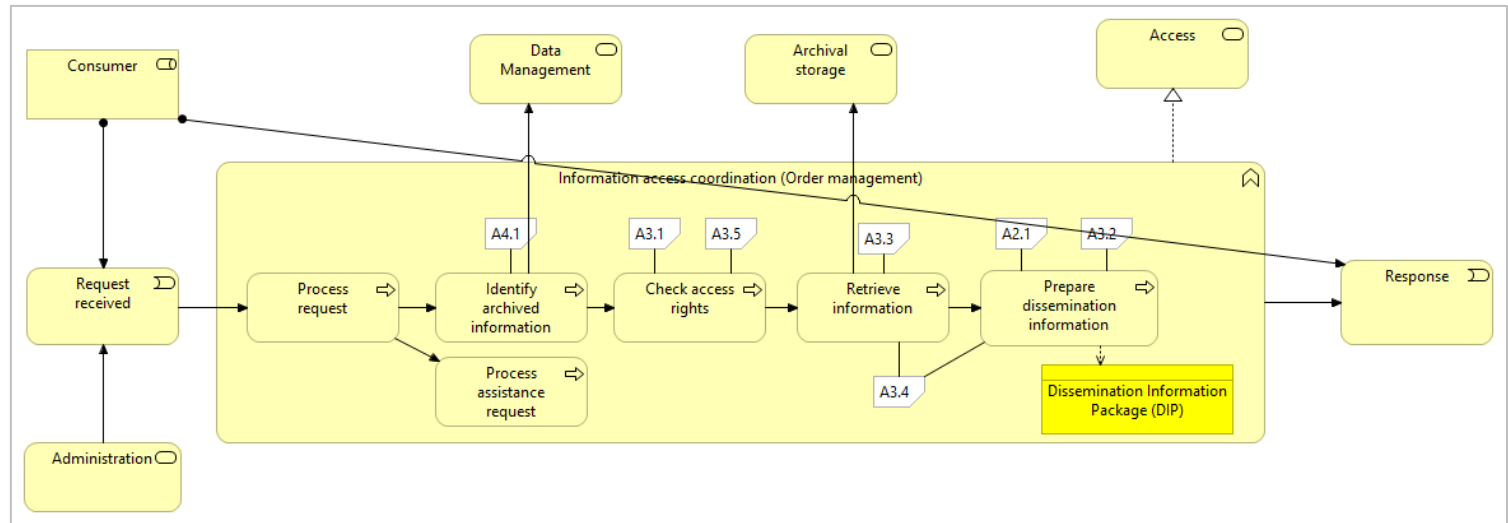 Consumer
Data
Management
Archival
storage
Access
Information access coordination (Order management)
A4.1
A3.1
A3.5
A3.3
A2.1
A3.2
Request
received
Process
request
Identify
archived
information
Check access
rights
Retrieve
information
Prepare
dissemination
information
Response
Process
assistance
request
A3.4
Dissemination Information
Package (DIP)
Administration